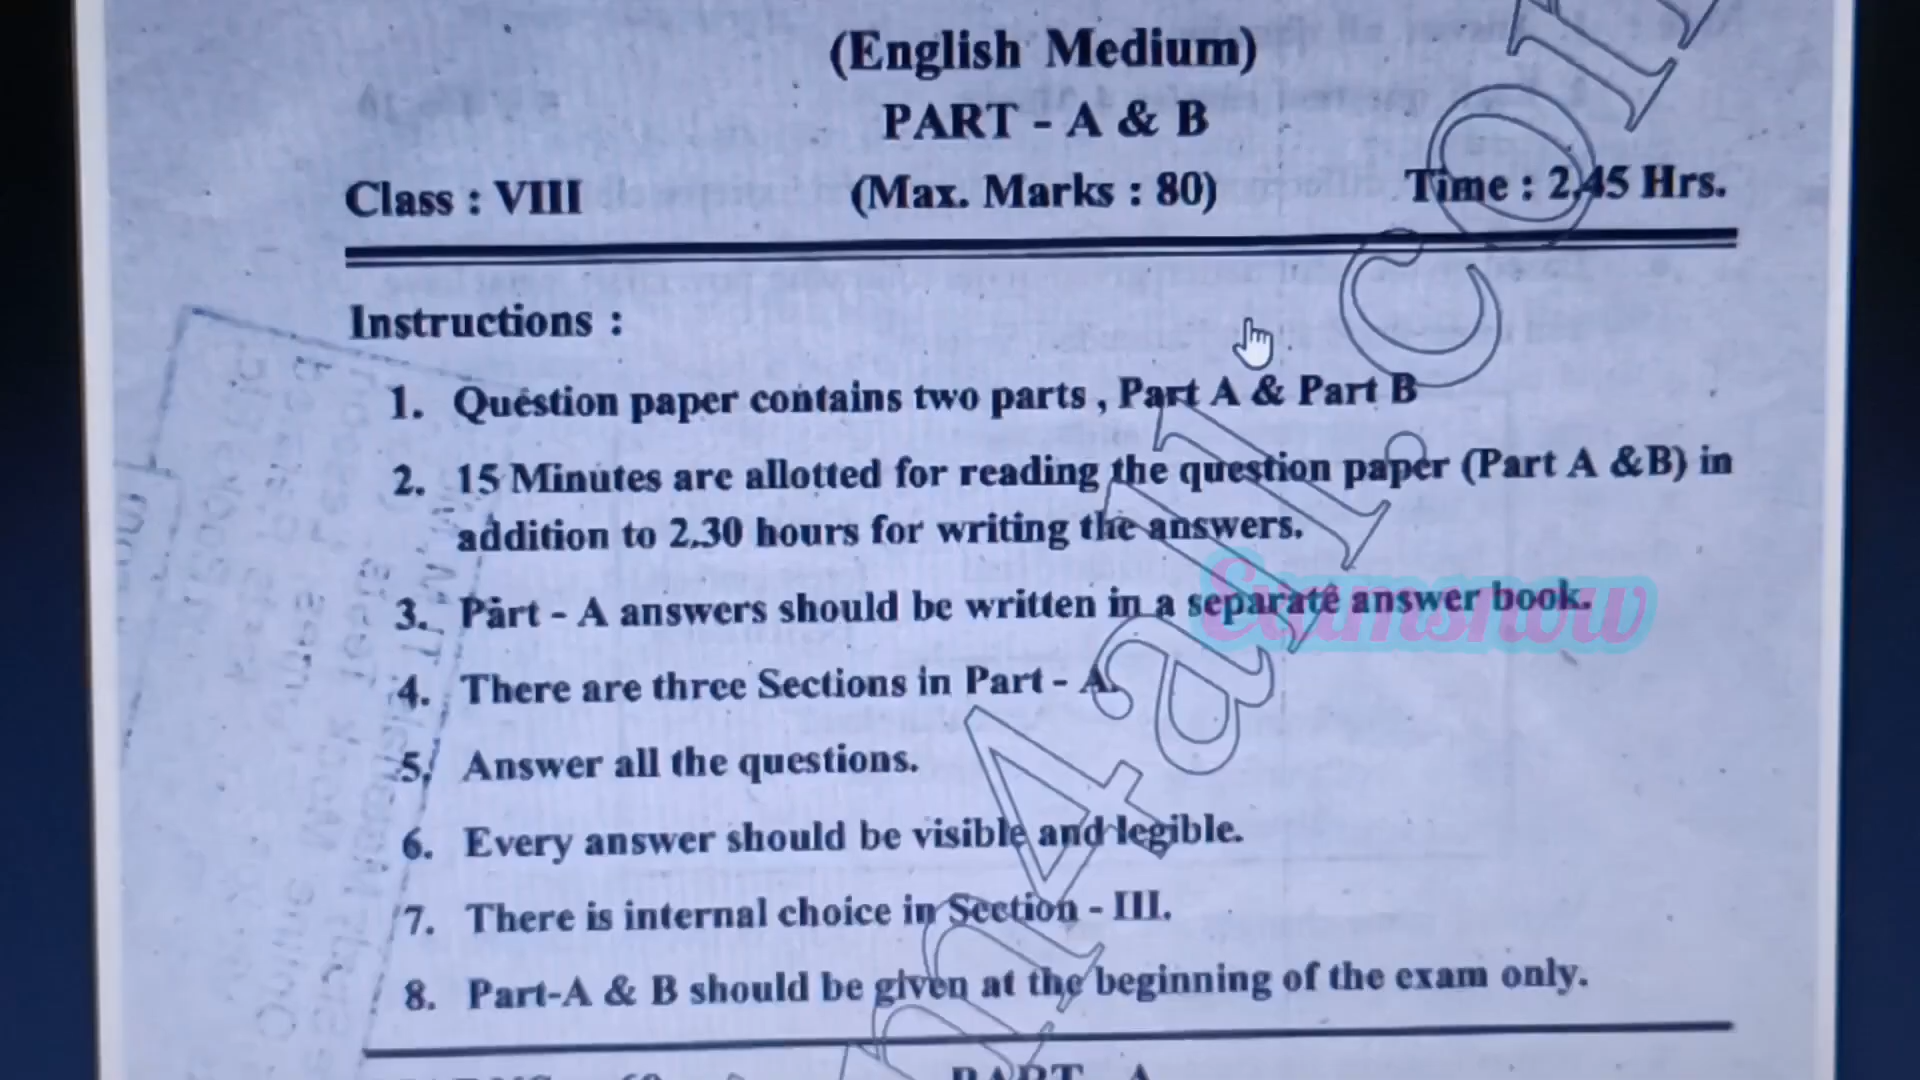 (English Medium)
PART - A & B
Class : VIII (Max. Marks : 80) Time : 2.45 Hrs.
Instructions :
1. Question paper contains two parts , Part A & Part B
2. 15 Minutes are allotted for reading the question paper (Part A &B) in
addition to 2.30 hours for writing the answers.
3. Part - A answers should be written in a separate answer book.
Examsnow
4. There are three Sections in Part - A.
5. Answer all the questions.
6. Every answer should be visible and legible.
7. There is internal choice in Section - III.
8. Part-A & B should be given at the beginning of the exam only.
PART A